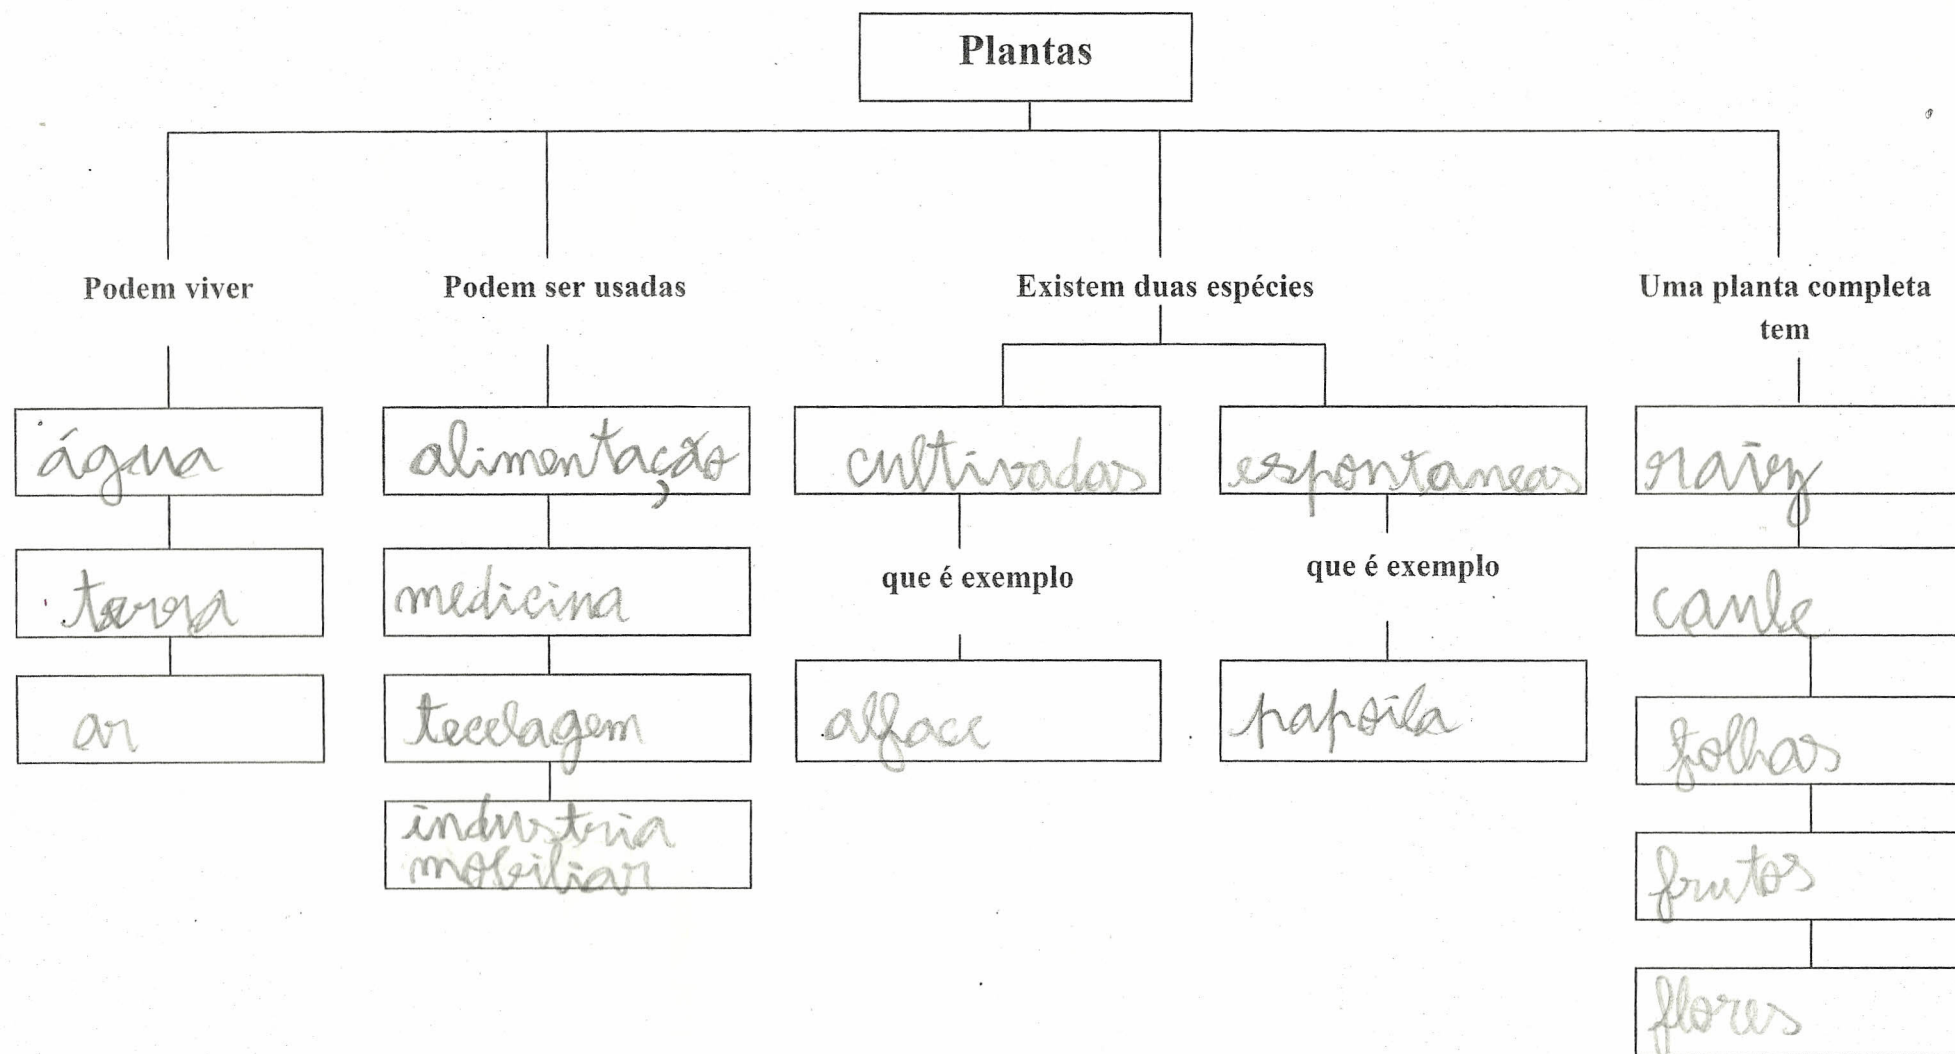 Plantas
Podem viver
água
terra
ar
Podem ser usadas
alimentação
medicina
tecelagem
industria
mobiliar
Existem duas espécies
cultivadas
que é exemplo
alface
espontaneas
que é exemplo
papoila
Uma planta completa
tem
raíz
caule
folhas
frutos
flores